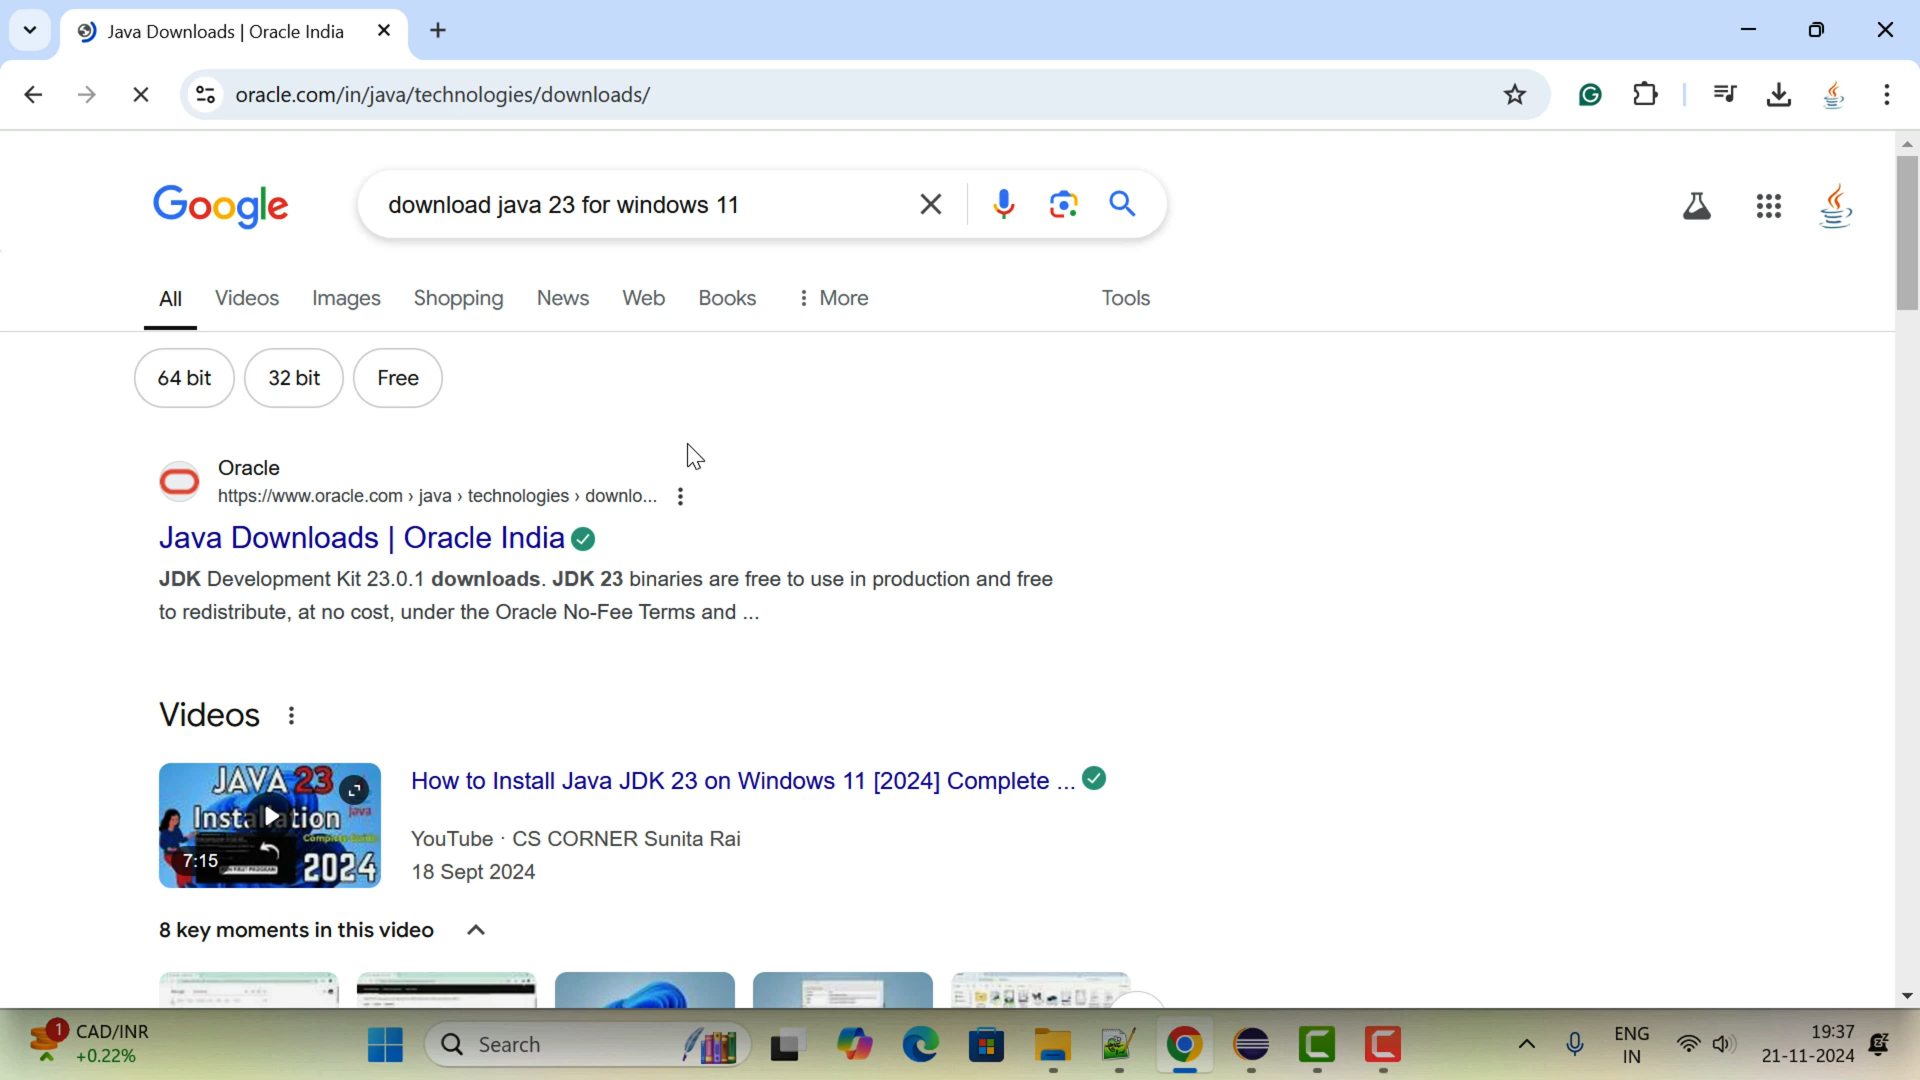 Java Downloads | Oracle India
oracle.com/in/java/technologies/downloads/
Google
download java 23 for windows 11
All
Videos
Images
Shopping
News
Web
Books
More
Tools
64 bit
32 bit
Free
Oracle
https://www.oracle.com › java › technologies › downlo...
Java Downloads | Oracle India
JDK Development Kit 23.0.1 downloads. JDK 23 binaries are free to use in production and free
to redistribute, at no cost, under the Oracle No-Fee Terms and ...
Videos
JAVA 23
Installation
Java
Complete
7:15
2024
How to Install Java JDK 23 on Windows 11 [2024] Complete ...
YouTube · CS CORNER Sunita Rai
18 Sept 2024
8 key moments in this video
1
CAD/INR
+0.22%
Search
ENG
IN
19:37
21-11-2024